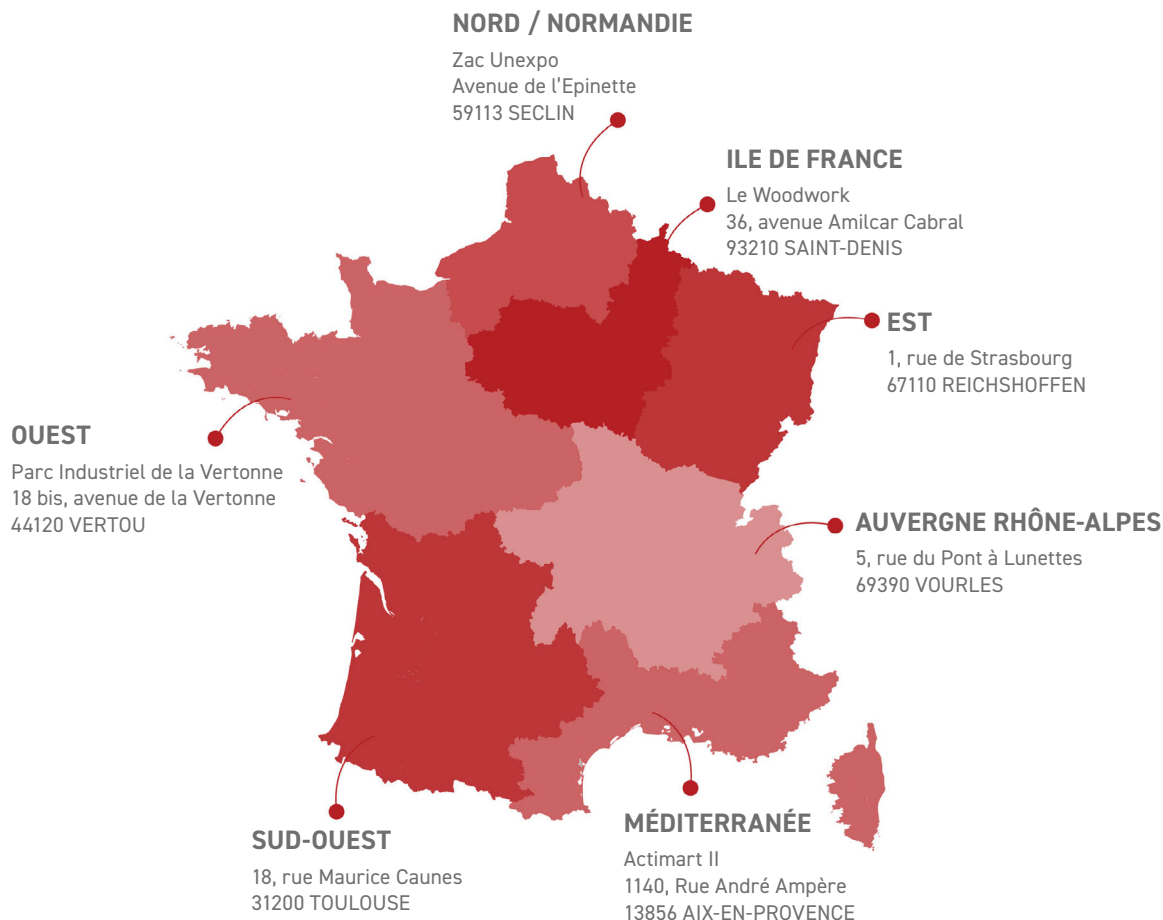 NORD / NORMANDIE
Zac Unexpo
Avenue de l'Epinette
59113 SECLIN
ILE DE FRANCE
Le Woodwork
36, avenue Amilcar Cabral
93210 SAINT-DENIS
EST
1, rue de Strasbourg
67110 REICHSHOFFEN
OUEST
Parc Industriel de la Vertonne
18 bis, avenue de la Vertonne
44120 VERTOU
AUVERGNE RHÔNE-ALPES
5, rue du Pont à Lunettes
69390 VOURLES
SUD-OUEST
18, rue Maurice Caunes
31200 TOULOUSE
MÉDITERRANÉE
Actimart II
1140, Rue André Ampère
13856 AIX-EN-PROVENCE